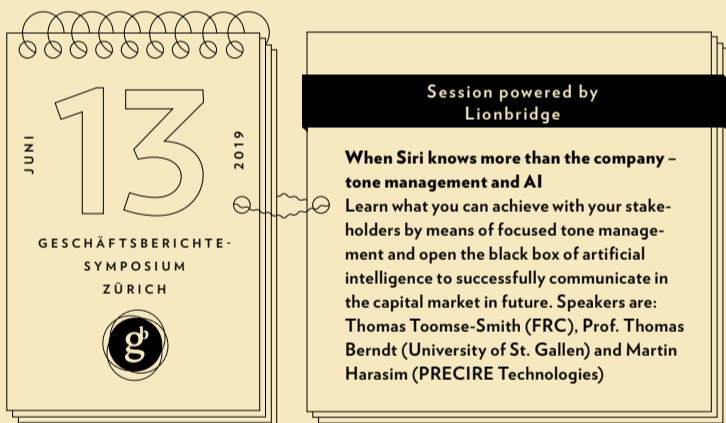 JUNI
13
2019
GESCHÄFTSBERICHTE-
SYMPOSIUM
ZÜRICH
gb
Session powered by
Lionbridge
When Siri knows more than the company –
tone management and AI
Learn what you can achieve with your stake-
holders by means of focused tone manage-
ment and open the black box of artificial
intelligence to successfully communicate in
the capital market in future. Speakers are:
Thomas Toomse-Smith (FRC), Prof. Thomas
Berndt (University of St. Gallen) and Martin
Harasim (PRECIRE Technologies)